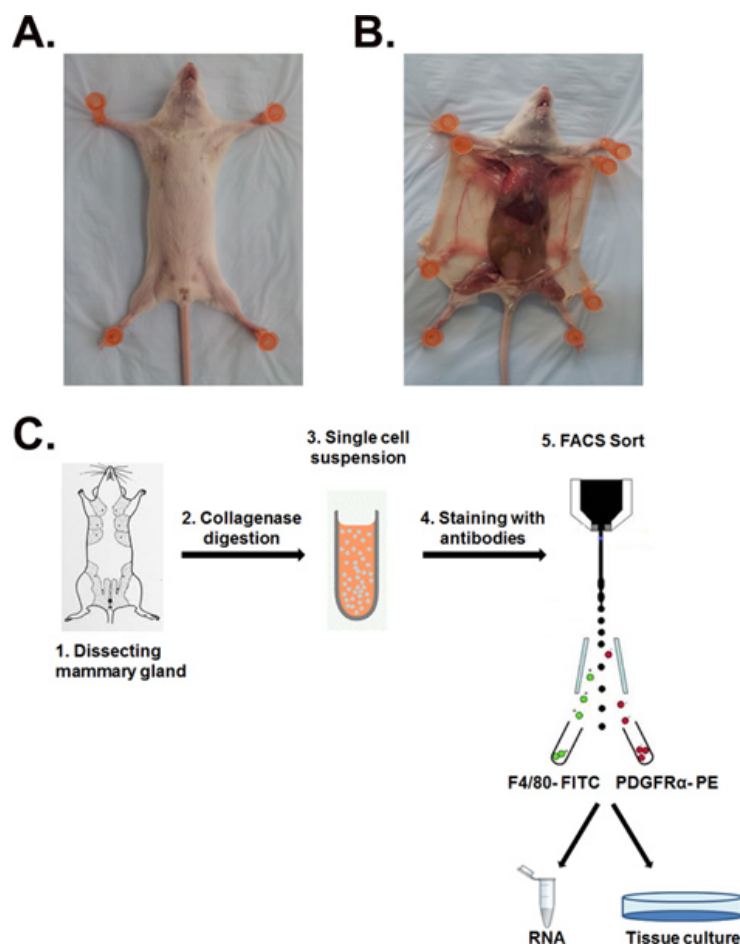 A.
B.
C.
1. Dissecting
mammary gland
2. Collagenase
digestion
3. Single cell
suspension
4. Staining with
antibodies
5. FACS Sort
F4/80- FITC
PDGFRα- PE
RNA
Tissue culture